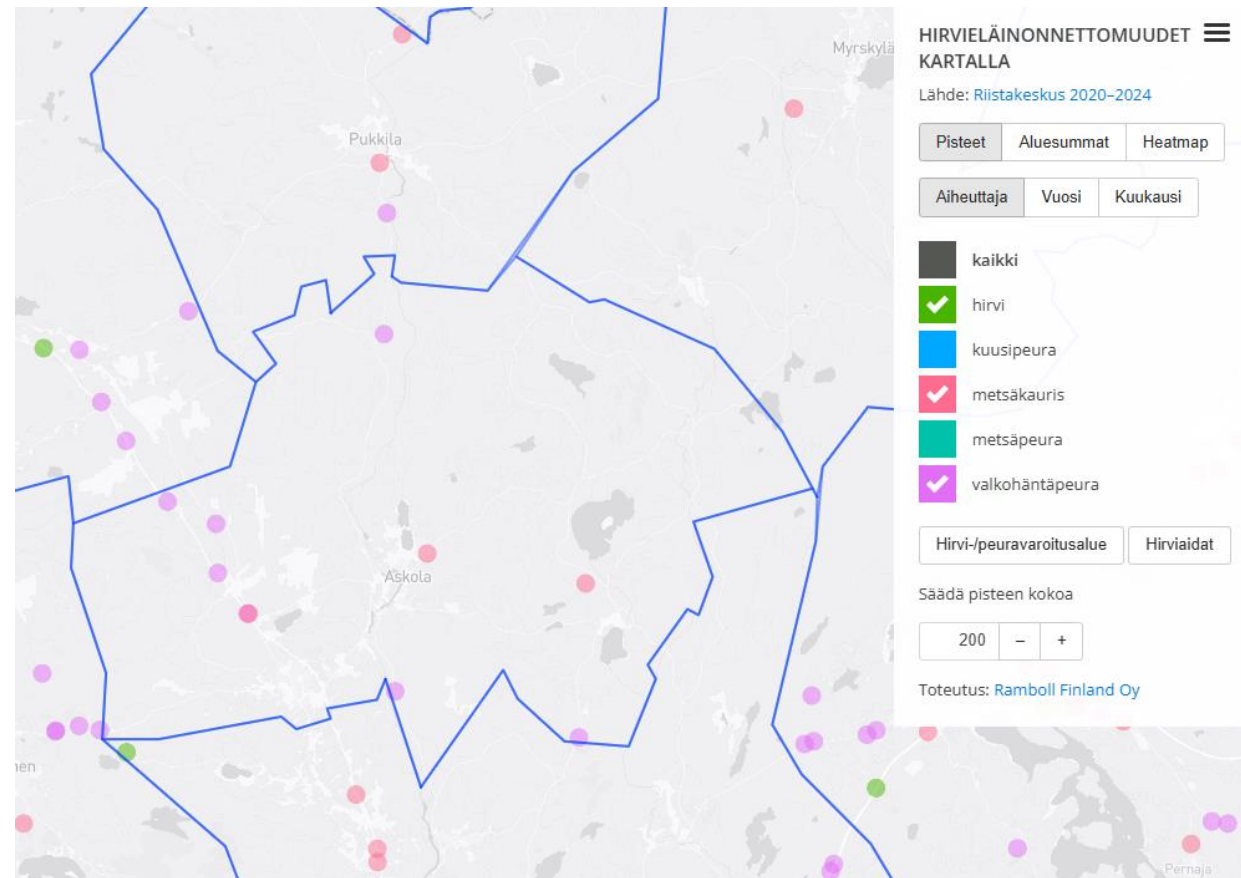 Myrskylä
Pukkila
Askola
Pernaja
HIRVIELÄINONNETTOMUUDET
KARTALLA
Lähde: Riistakeskus 2020–2024
Pisteet Aluesummat Heatmap
Aiheuttaja Vuosi Kuukausi
kaikki
hirvi
kuusipeura
metsäkauris
metsäpeura
valkohäntäpeura
Hirvi-/peuravaroitusalue Hirviaidat
Säädä pisteen kokoa
200 – +
Toteutus: Ramboll Finland Oy